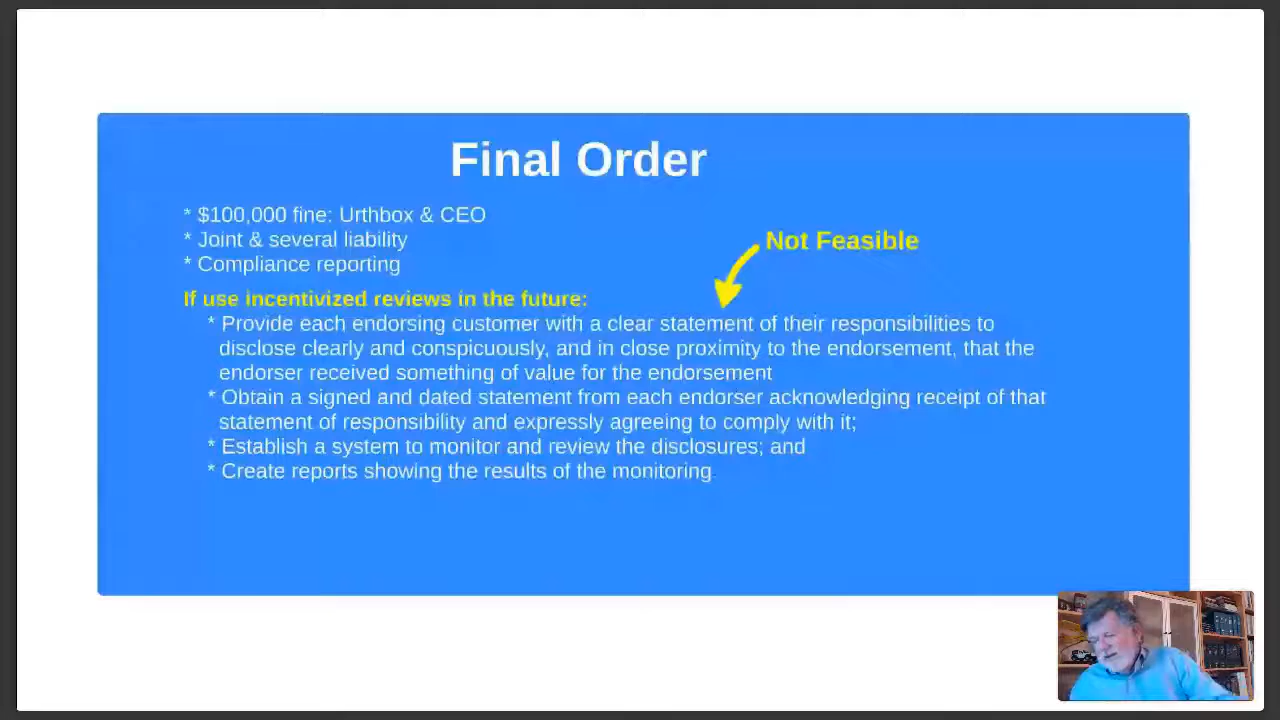 Final Order
* $100,000 fine: Urthbox & CEO
* Joint & several liability
* Compliance reporting
Not Feasible
If use incentivized reviews in the future:
* Provide each endorsing customer with a clear statement of their responsibilities to
disclose clearly and conspicuously, and in close proximity to the endorsement, that the
endorser received something of value for the endorsement
* Obtain a signed and dated statement from each endorser acknowledging receipt of that
statement of responsibility and expressly agreeing to comply with it;
* Establish a system to monitor and review the disclosures; and
* Create reports showing the results of the monitoring.